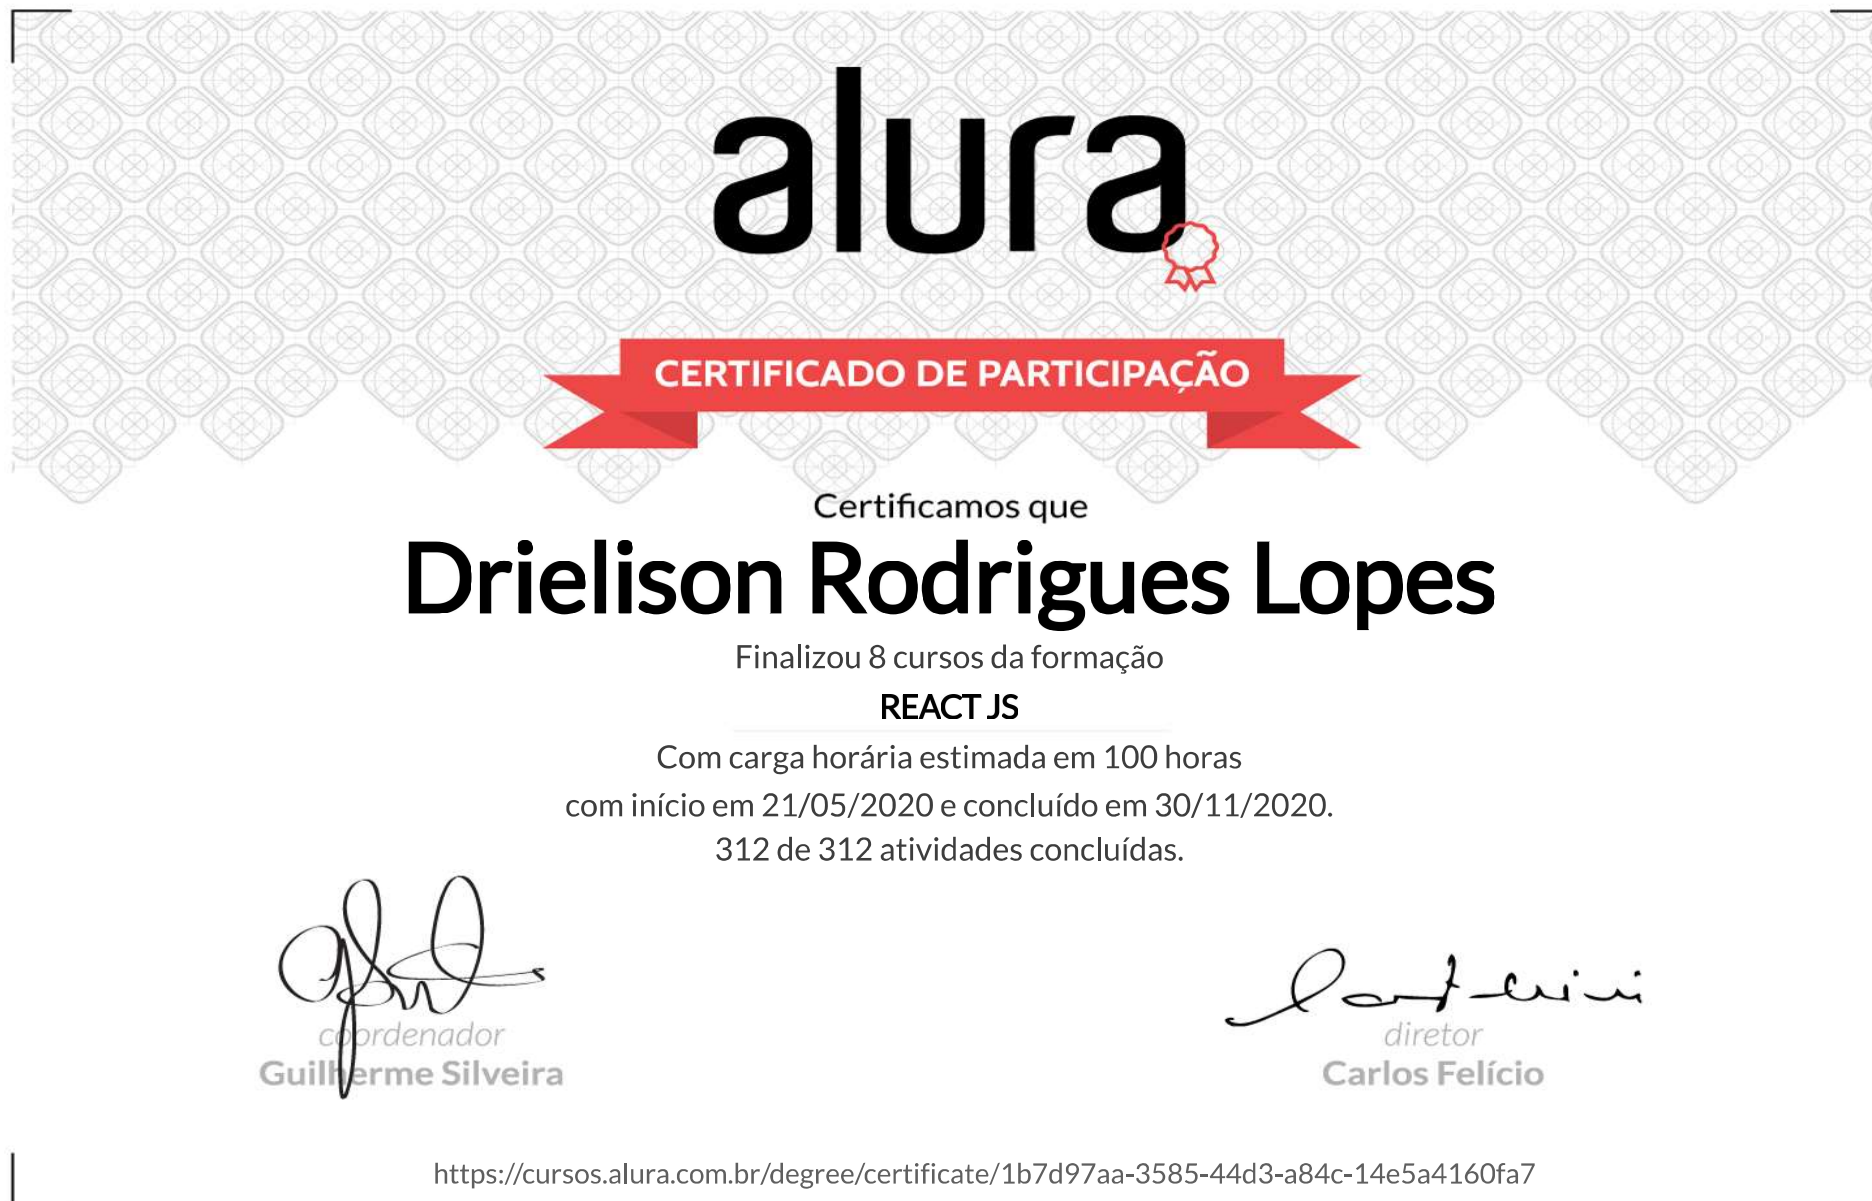 alura
CERTIFICADO DE PARTICIPAÇÃO
Certificamos que
Drielison Rodrigues Lopes
Finalizou 8 cursos da formação
REACT JS
Com carga horária estimada em 100 horas
com início em 21/05/2020 e concluído em 30/11/2020.
312 de 312 atividades concluídas.
coordenador
Guilherme Silveira
diretor
Carlos Felício
https://cursos.alura.com.br/degree/certificate/1b7d97aa-3585-44d3-a84c-14e5a4160fa7